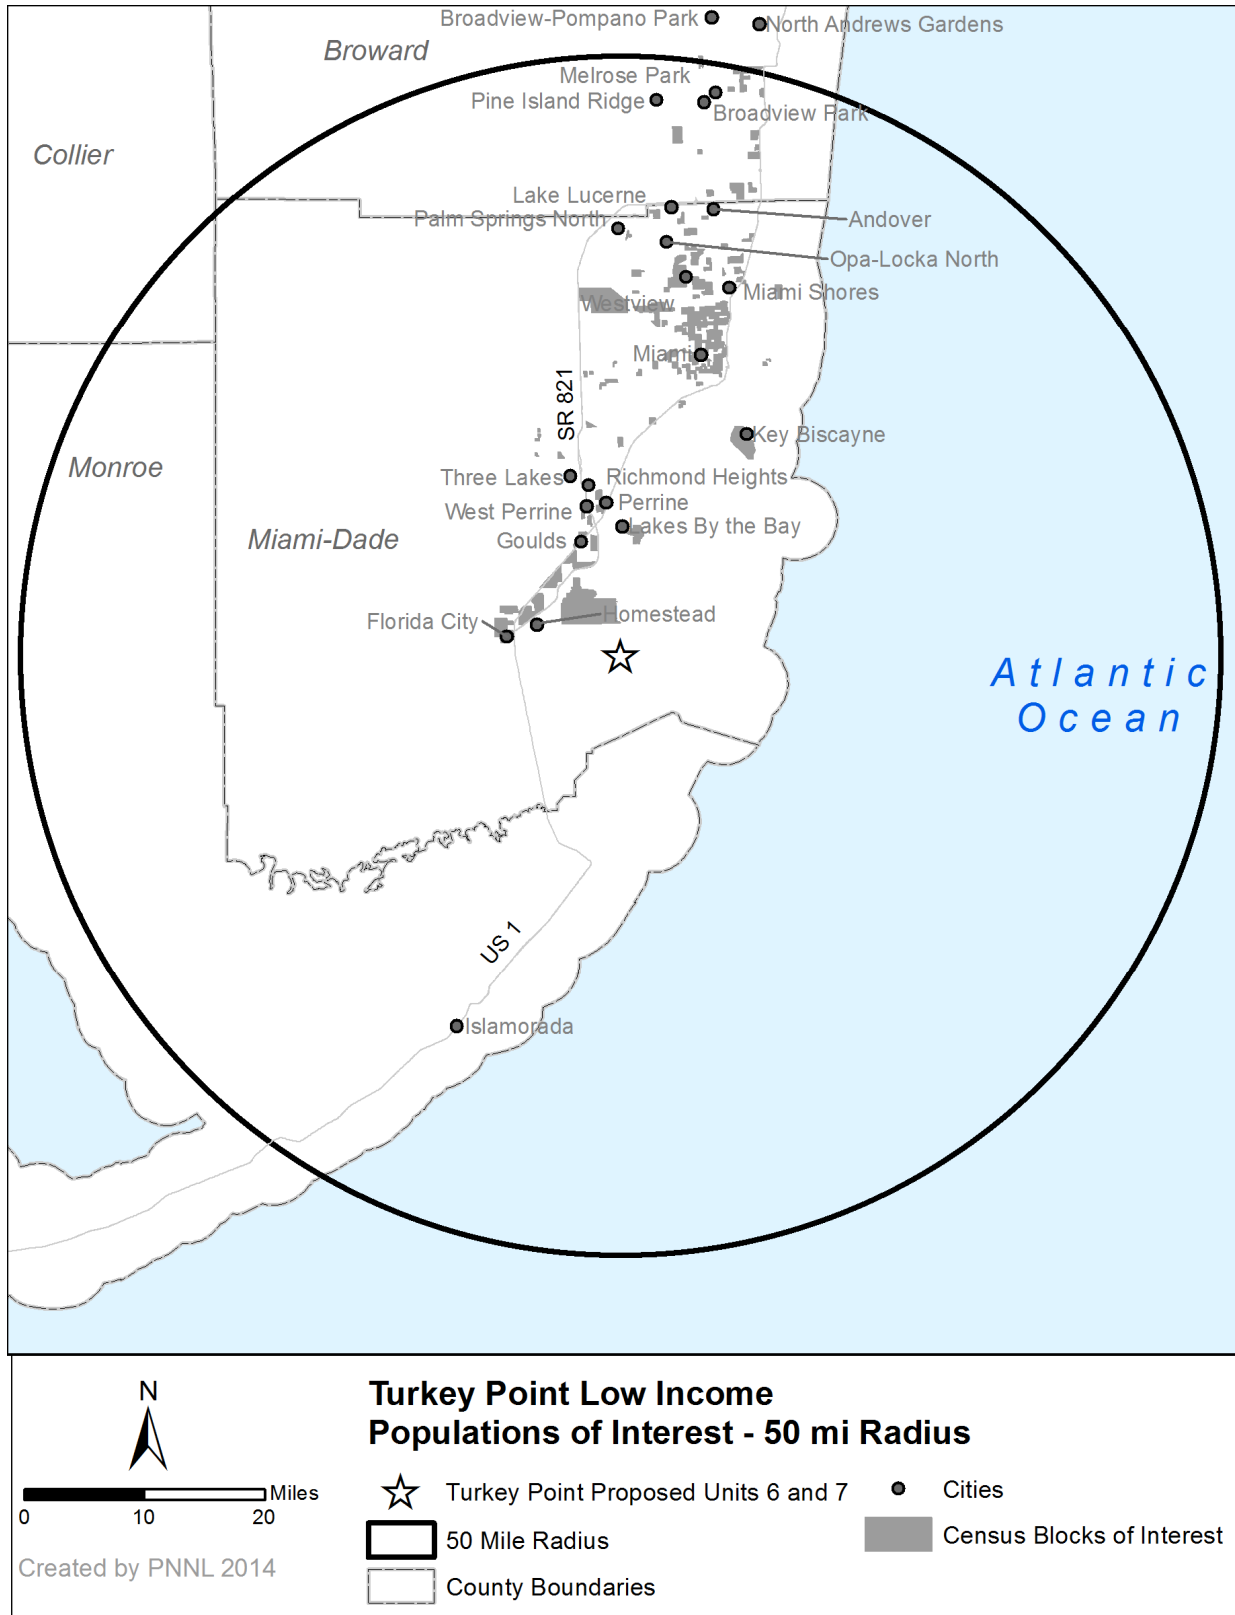 Broadview-Pompano Park
North Andrews Gardens
Broward
Melrose Park
Pine Island Ridge
Broadview Park
Collier
Lake Lucerne
Palm Springs North
Andover
Opa-Locka North
Westview
Miami Shores
Miami
SR 821
Key Biscayne
Monroe
Three Lakes
Richmond Heights
West Perrine
Perrine
Lakes By the Bay
Miami-Dade
Goulds
Florida City
Homestead
Atlantic
Ocean
US 1
Islamorada
N
Miles
0 10 20
Created by PNNL 2014
Turkey Point Low Income
Populations of Interest - 50 mi Radius
Turkey Point Proposed Units 6 and 7
Cities
50 Mile Radius
Census Blocks of Interest
County Boundaries